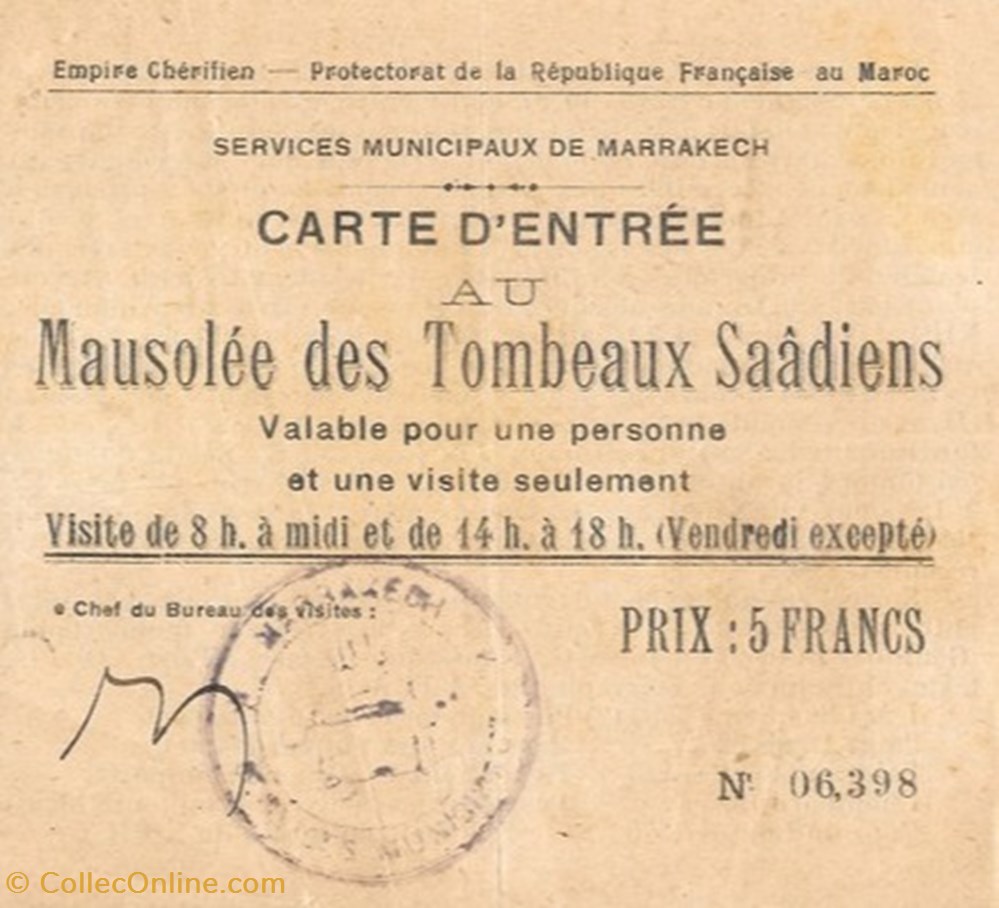 Empire Chérifien — Protectorat de la République Française au Maroc
SERVICES MUNICIPAUX DE MARRAKECH
CARTE D'ENTRÉE
AU
Mausolée des Tombeaux Saâdiens
Valable pour une personne
et une visite seulement
Visite de 8 h. à midi et de 14 h. à 18 h. (Vendredi excepté)
e Chef du Bureau des visites :
PRIX : 5 FRANCS
MARRAKECH
N° 06,398
© CollecOnline.com